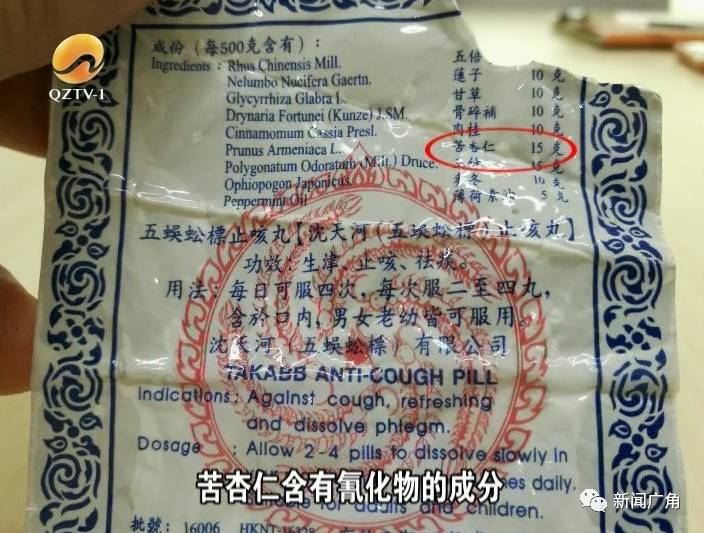 成份（每500克含有）：
Ingredients : Rhus Chinensis Mill. 五倍
Nelumbo Nucifera Gaertn. 蓮子 10 克
Glycyrrhiza Glabra L. 甘草 10 克
Drynaria Fortunei (Kunze) J.SM. 骨碎補 10 克
Cinnamomum Cassia Presl. 肉桂 10 克
Prunus Armeniaca L. 苦杏仁 15 克
Polygonatum Odoratum (Mill.) Druce. 15 克
Ophiopogon Japonicus. 麥冬 10 克
Peppermint Oil 薄荷 5 克
QZTV-1
五蜈蚣標止咳丸【沈天河（五蜈蚣標）止咳丸】
功效：生津、止咳、祛痰。
用法：每日可服四次，每次服二至四丸，
含於口內，男女老幼皆可服用。
沈天河（五蜈蚣標）有限公司
TAKABB ANTI-COUGH PILL
Indications : Against cough, refreshing
and dissolve phlegm.
Dosage : Allow 2-4 pills to dissolve slowly in
es daily.
for adults and children.
苦杏仁含有氰化物的成分
新闻广角
批號： 16006